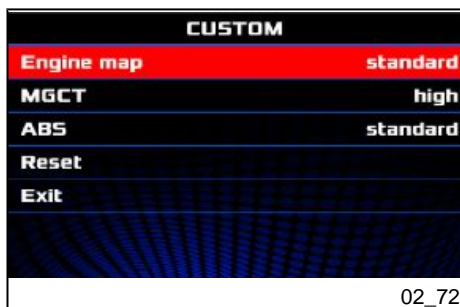 CUSTOM
Engine map standard
MGCT high
ABS standard
Reset
Exit
02_72